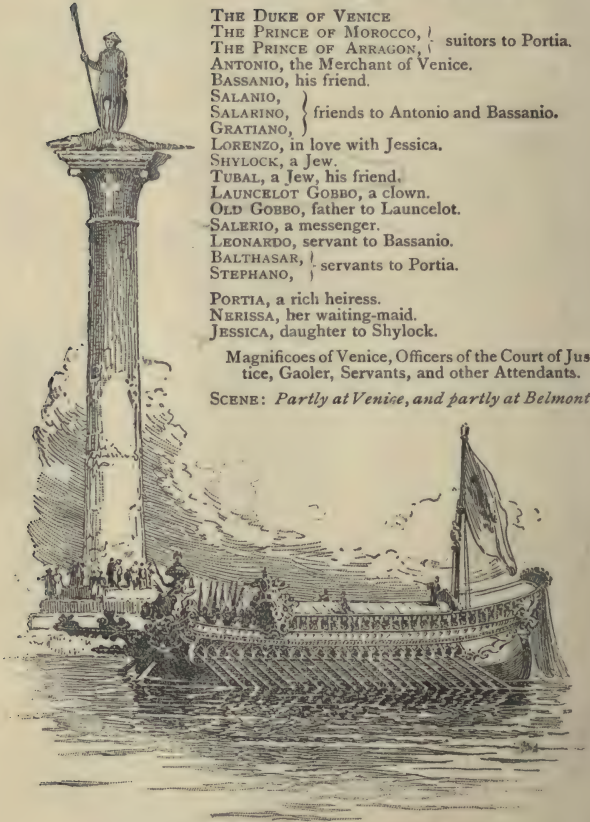 THE DUKE OF VENICE
THE PRINCE OF MOROCCO,
THE PRINCE OF ARRAGON, } suitors to Portia.
ANTONIO, the Merchant of Venice.
BASSANIO, his friend.
SALANIO,
SALARINO, } friends to Antonio and Bassanio.
GRATIANO,
LORENZO, in love with Jessica.
SHYLOCK, a Jew.
TUBAL, a Jew, his friend.
LAUNCELOT GOBBO, a clown.
OLD GOBBO, father to Launcelot.
SALERIO, a messenger.
LEONARDO, servant to Bassanio.
BALTHASAR,
STEPHANO, } servants to Portia.
PORTIA, a rich heiress.
NERISSA, her waiting-maid.
JESSICA, daughter to Shylock.
Magnificoes of Venice, Officers of the Court of Jus
tice, Gaoler, Servants, and other Attendants.
SCENE: Partly at Venice, and partly at Belmont